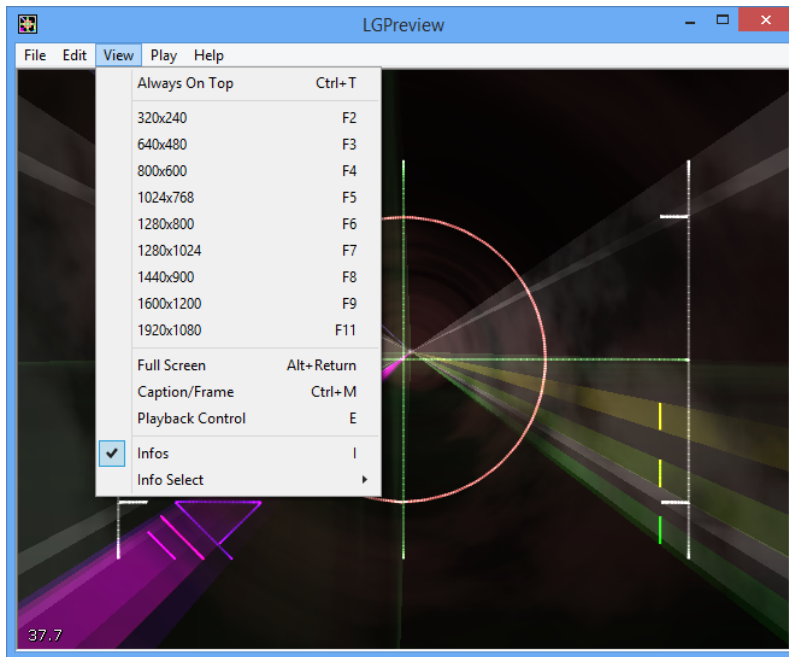 LGPreview
File Edit View Play Help
Always On Top Ctrl+T
320x240 F2
640x480 F3
800x600 F4
1024x768 F5
1280x800 F6
1280x1024 F7
1440x900 F8
1600x1200 F9
1920x1080 F11
Full Screen Alt+Return
Caption/Frame Ctrl+M
Playback Control E
Infos I
Info Select
37.7